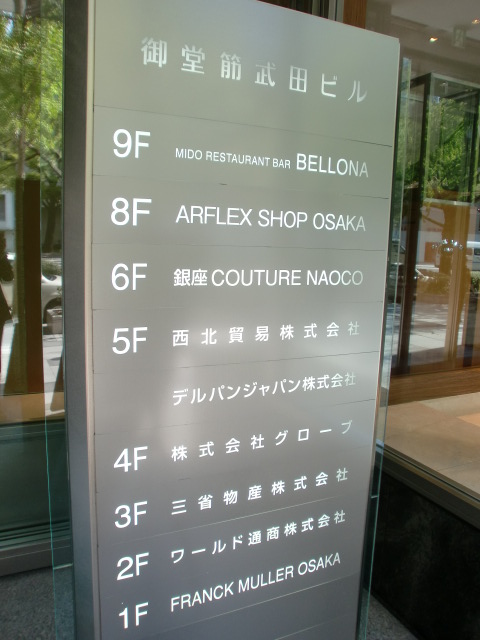 御堂筋武田ビル
9F MIDO RESTAURANT BAR BELLONA
8F ARFLEX SHOP OSAKA
6F 銀座 COUTURE NAOCO
5F 西北貿易株式会社
デルバンジャパン株式会社
4F 株式会社グローブ
3F 三省物産株式会社
2F ワールド通商株式会社
1F FRANCK MULLER OSAKA